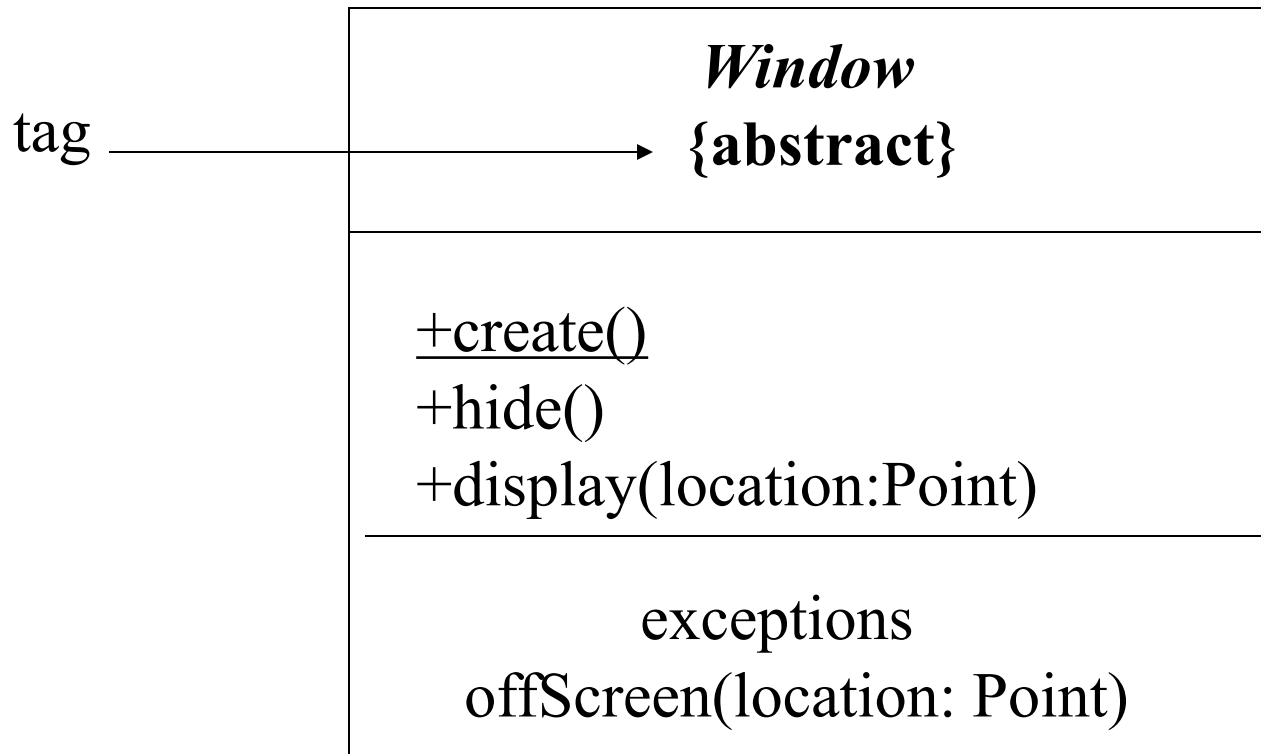 Window
tag
{abstract}
+create()
+hide()
+display(location:Point)
exceptions
offScreen(location: Point)